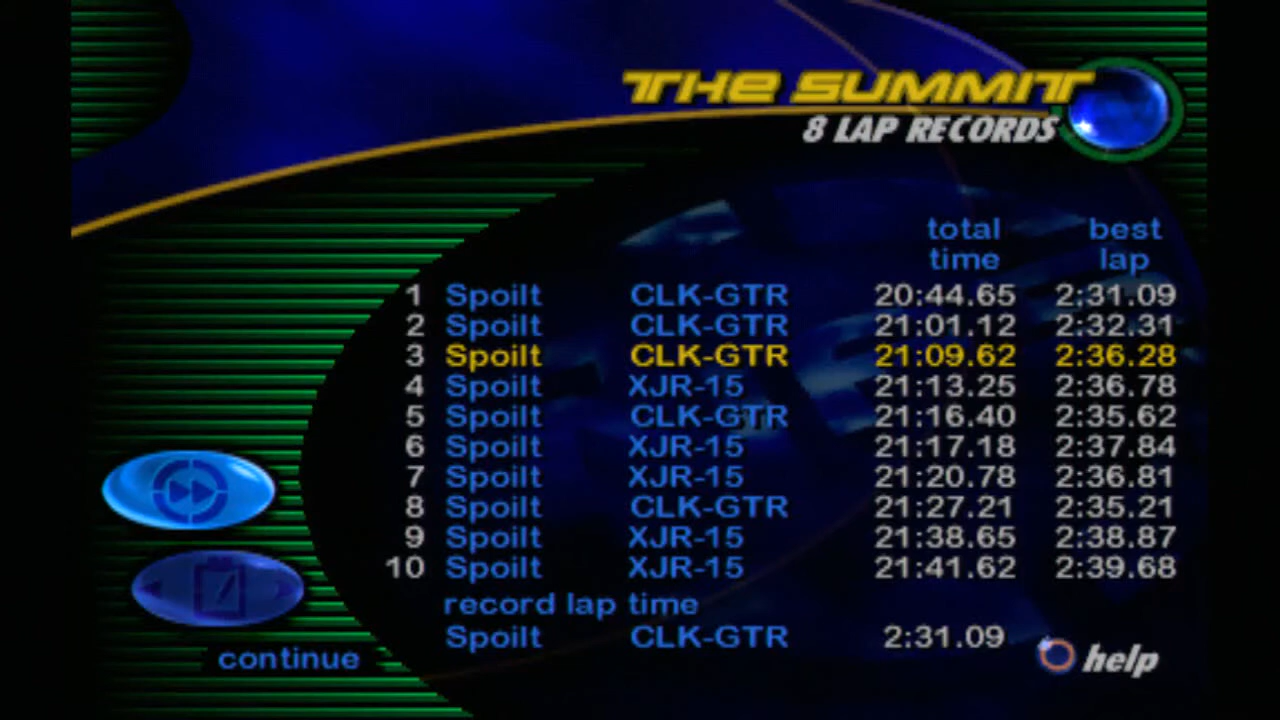 THE SUMMIT
8 LAP RECORDS
total time best lap
1 Spoilt CLK-GTR 20:44.65 2:31.09
2 Spoilt CLK-GTR 21:01.12 2:32.31
3 Spoilt CLK-GTR 21:09.62 2:36.28
4 Spoilt XJR-15 21:13.25 2:36.78
5 Spoilt CLK-GTR 21:16.40 2:35.62
6 Spoilt XJR-15 21:17.18 2:37.84
7 Spoilt XJR-15 21:20.78 2:36.81
8 Spoilt CLK-GTR 21:27.21 2:35.21
9 Spoilt XJR-15 21:38.65 2:38.87
10 Spoilt XJR-15 21:41.62 2:39.68
record lap time
Spoilt CLK-GTR 2:31.09
continue
help